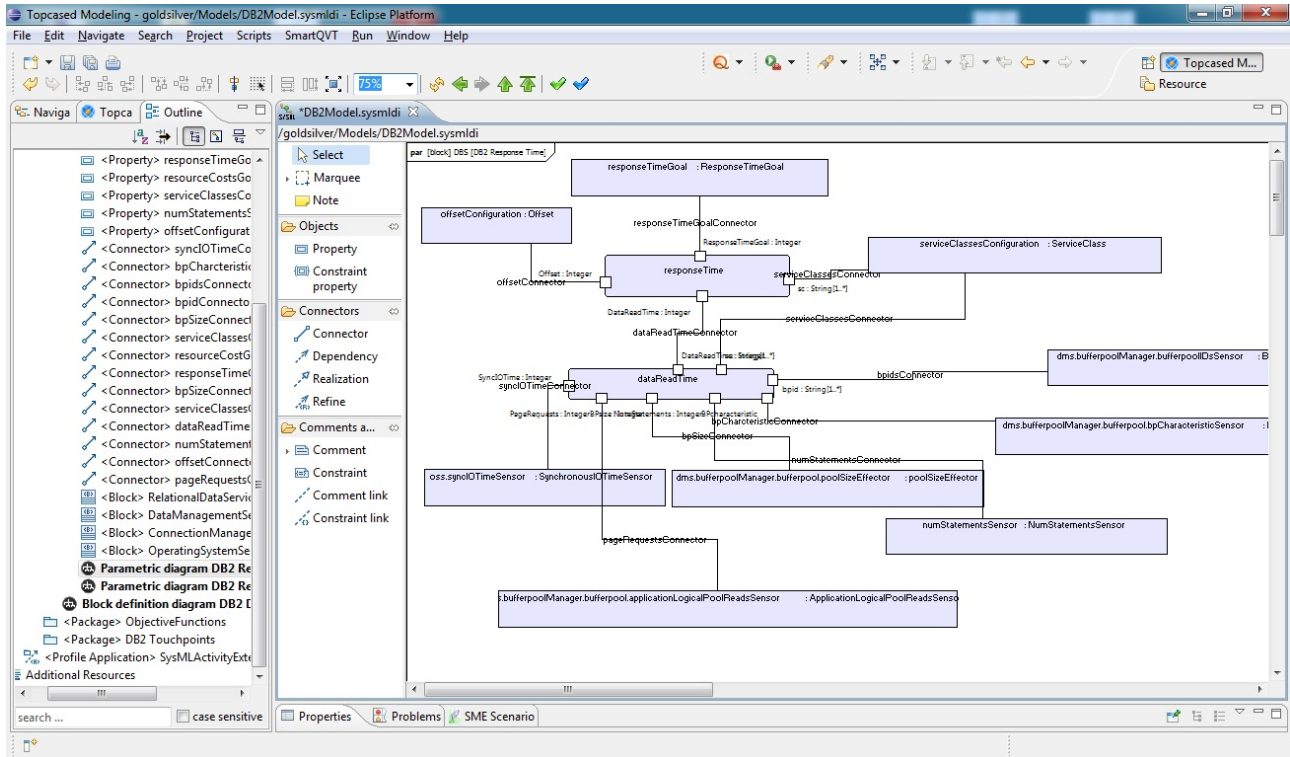 Topcased Modeling - goldsilver/Models/DB2Model.sysmldi - Eclipse Platform
File Edit Navigate Search Project Scripts SmartQVT Run Window Help
75%
Topcased M...
Resource
Naviga
Topca
Outline
*DB2Model.sysmldi
/goldsilver/Models/DB2Model.sysmldi
<Property> responseTimeGo
<Property> resourceCostsGo
<Property> serviceClassesCo
<Property> numStatementsS
<Property> offsetConfigurat
<Connector> syncIOTimeCo
<Connector> bpCharcteristic
<Connector> bpidsConnecto
<Connector> bpidConnecto
<Connector> bpSizeConnect
<Connector> serviceClasses(
<Connector> resourceCostG
<Connector> responseTime(
<Connector> bpSizeConnect
<Connector> serviceClasses(
<Connector> dataReadTime
<Connector> numStatement
<Connector> offsetConnecto
<Connector> pageRequests(
<Block> RelationalDataServic
<Block> DataManagementSe
<Block> ConnectionManage
<Block> OperatingSystemSe
Parametric diagram DB2 Re
Parametric diagram DB2 Re
Block definition diagram DB2 D
<Package> ObjectiveFunctions
<Package> DB2 Touchpoints
<Profile Application> SysMLActivityExte
Additional Resources
search ...
case sensitive
Select
Marquee
Note
Objects
Property
Constraint
property
Connectors
Connector
Dependency
Realization
Refine
Comments a...
Comment
Constraint
Comment link
Constraint link
par [block] DBS [DB2 Response Time]
responseTimeGoal : ResponseTimeGoal
offsetConfiguration : Offset
responseTimeGoalConnector
ResponseTimeGoal : Integer
serviceClassesConfiguration : ServiceClass
responseTime
Offset : Integer
offsetConnector
serviceClassesConnector
sc : String[1..*]
DataReadTime : Integer
serviceClassesConnector
dataReadTimeConnector
dms.bufferpoolManager.bufferpoolIDsSensor : B
SyncIOTime : Integer
syncIOTimeConnector
dataReadTime
bpidsConnector
bpid : String[1..*]
PageRequests : Integer
bpCharcteristicConnector
dms.bufferpoolManager.bufferpool.bpCharacteristicSensor
bpSizeConnector
numStatementsConnector
oss.syncIOTimeSensor : SynchronousIOTimeSensor
dms.bufferpoolManager.bufferpool.poolSizeEffector : poolSizeEffector
numStatementsSensor : NumStatementsSensor
pageRequestsConnector
s.bufferpoolManager.bufferpool.applicationLogicalPoolReadsSensor : ApplicationLogicalPoolReadsSenso
Properties
Problems
SME Scenario